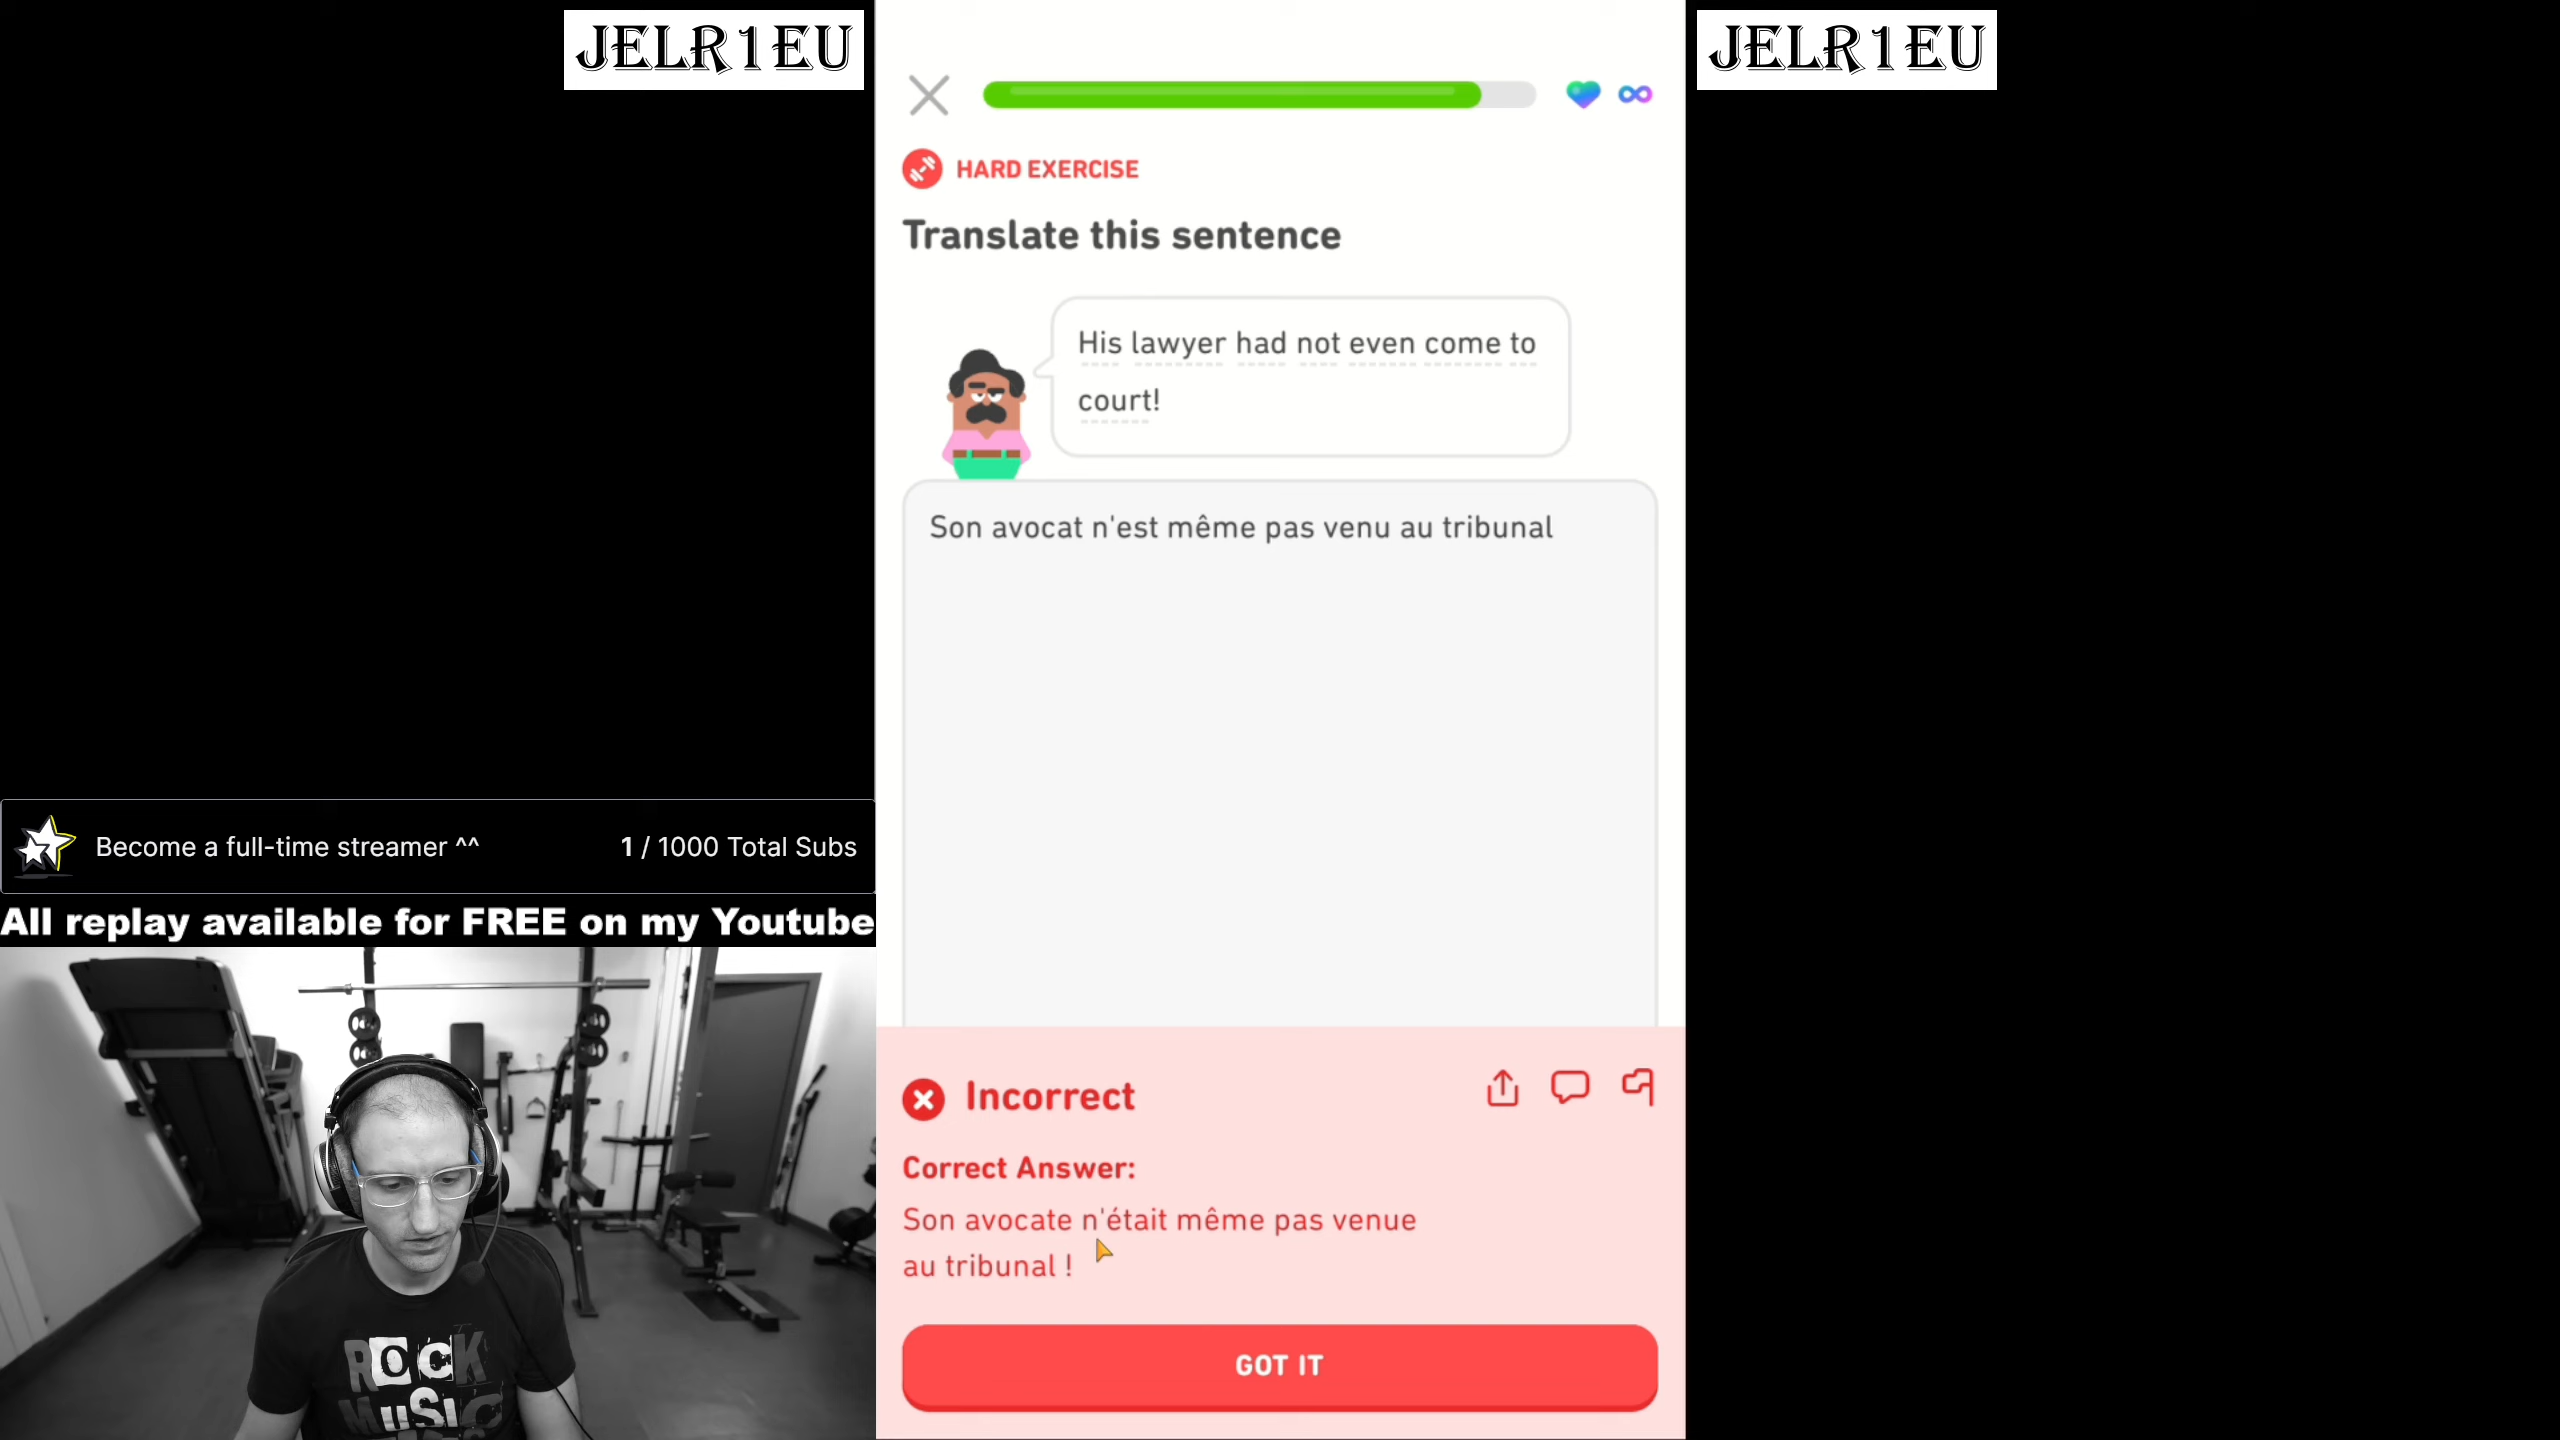 JELR1EU
JELR1EU
HARD EXERCISE
Translate this sentence
His lawyer had not even come to
court!
Son avocat n'est même pas venu au tribunal
Become a full-time streamer ^^
1 / 1000 Total Subs
All replay available for FREE on my Youtube
Incorrect
Correct Answer:
Son avocate n'était même pas venue
au tribunal !
GOT IT
ROCK
MUSIC